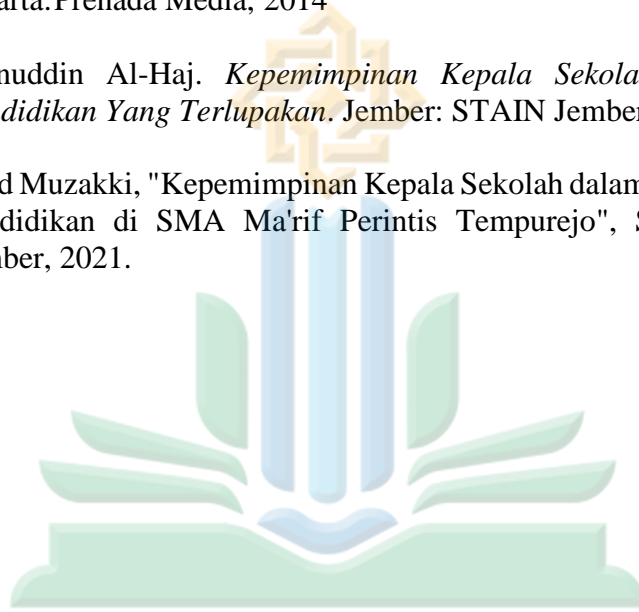 arta:Prenada Media, 2014
nuddin Al-Haj. Kepemimpinan Kepala Sekola
didikan Yang Terlupakan. Jember: STAIN Jember
d Muzakki, "Kepemimpinan Kepala Sekolah dalam
didikan di SMA Ma'rif Perintis Tempurejo", S
nber, 2021.